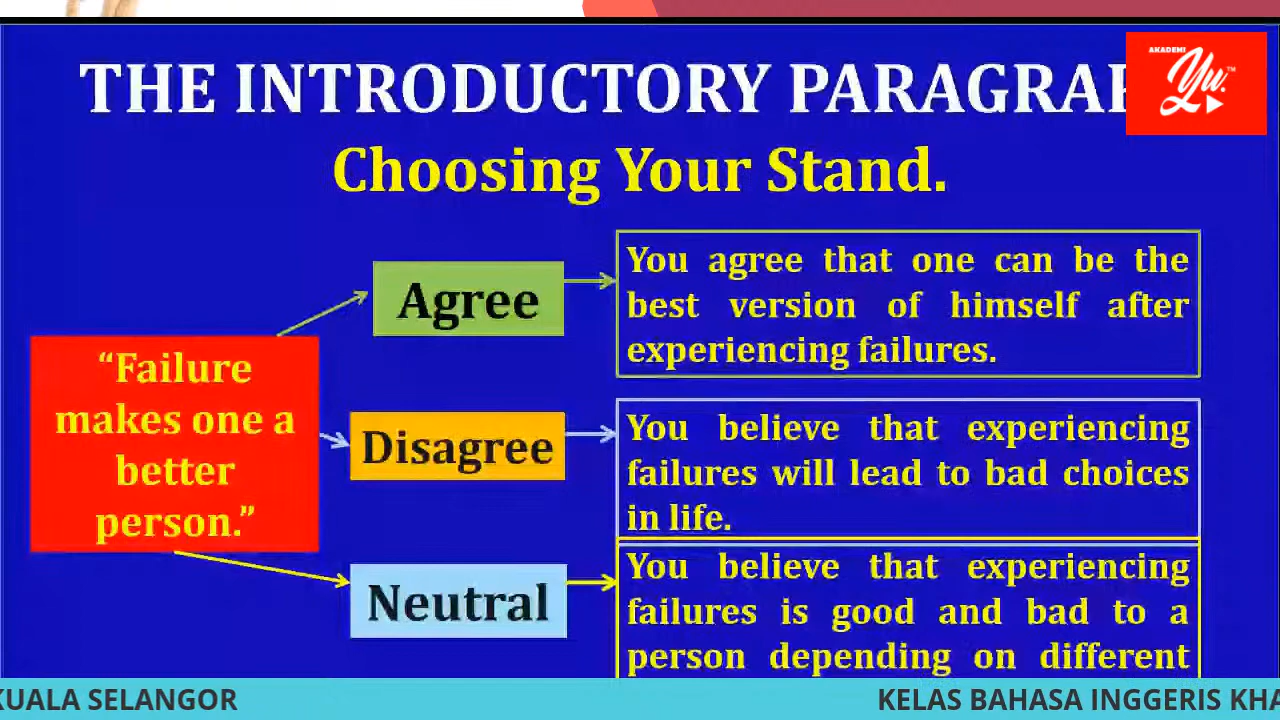 THE INTRODUCTORY PARAGRAP
AKADEMI
Yu.
TM
Choosing Your Stand.
Agree
You agree that one can be the
best version of himself after
experiencing failures.
“Failure
makes one a
better
person.”
Disagree
You believe that experiencing
failures will lead to bad choices
in life.
Neutral
You believe that experiencing
failures is good and bad to a
person depending on different
KUALA SELANGOR
KELAS BAHASA INGGERIS KHA